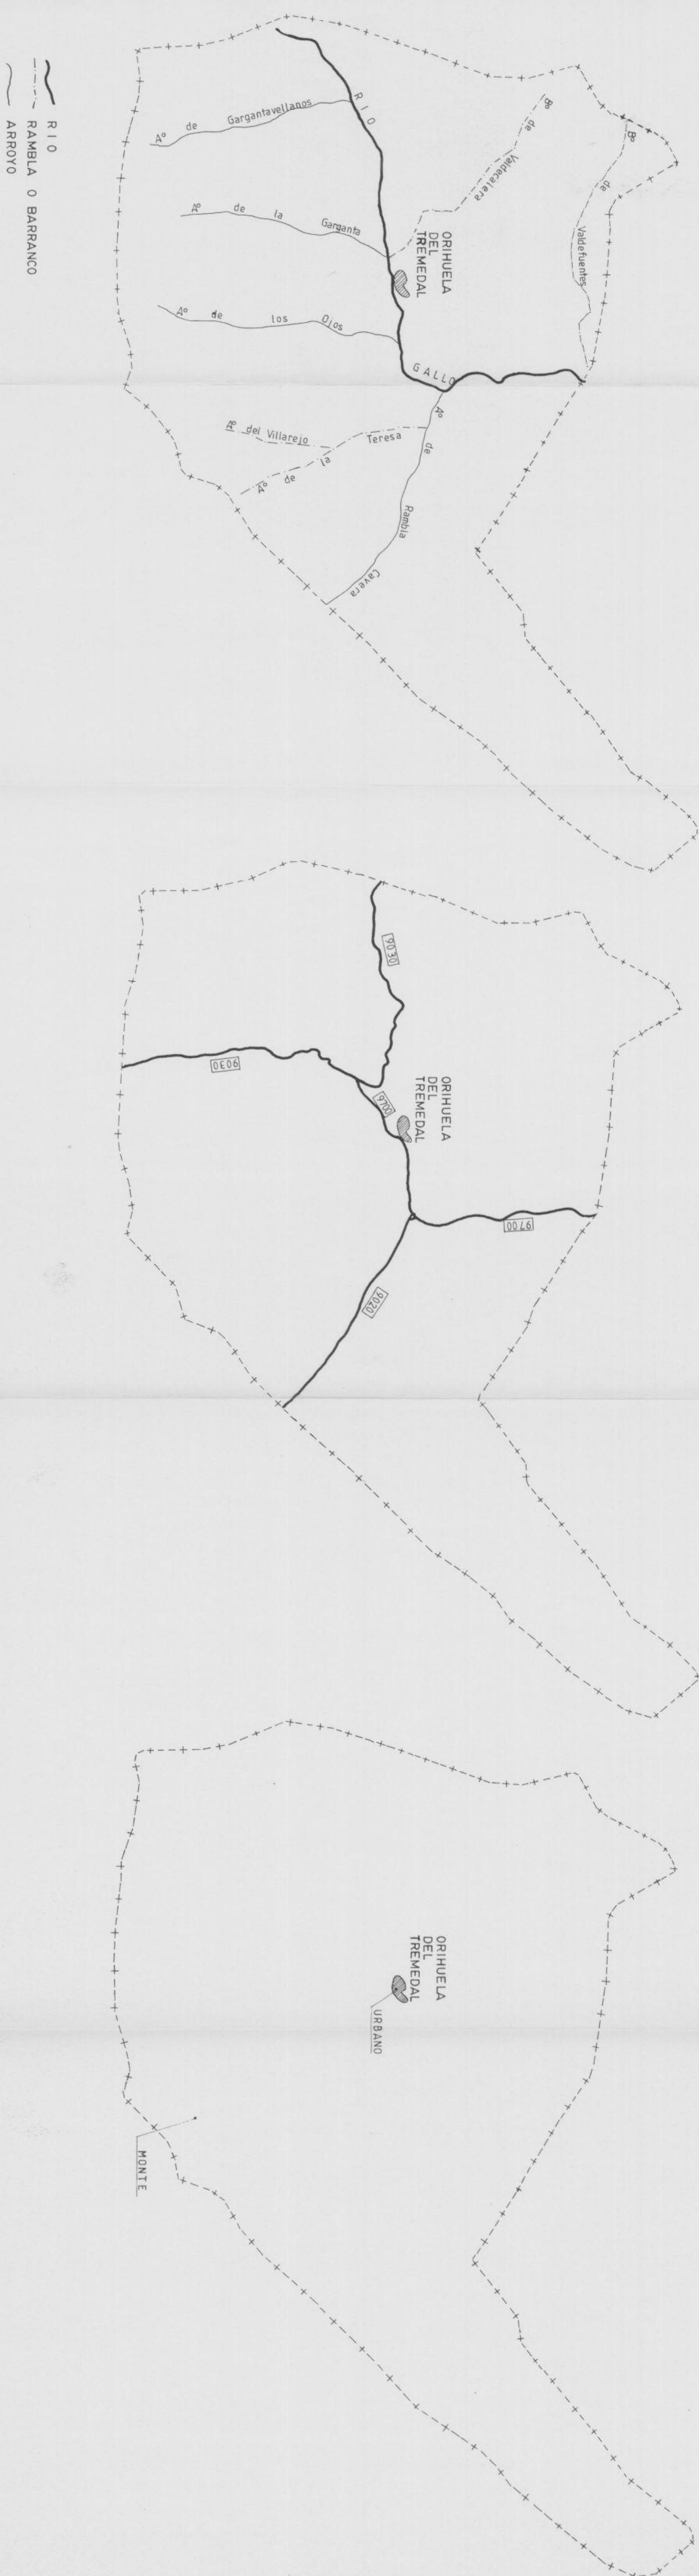 RIO
RAMBLA O BARRANCO
ARROYO
RIO
GALLO
Aº de Gargantavellanos
Aº de la Garganta
Aº de los Ojos
Aº del Villarejo
Aº de la Teresa
Aº de Rambla Cavera
Bº de Valdecalera
Bº de Valdefuentes
ORIHUELA
DEL
TREMEDAL
9030
9030
9700
9700
9020
ORIHUELA
DEL
TREMEDAL
ORIHUELA
DEL
TREMEDAL
URBANO
MONTE